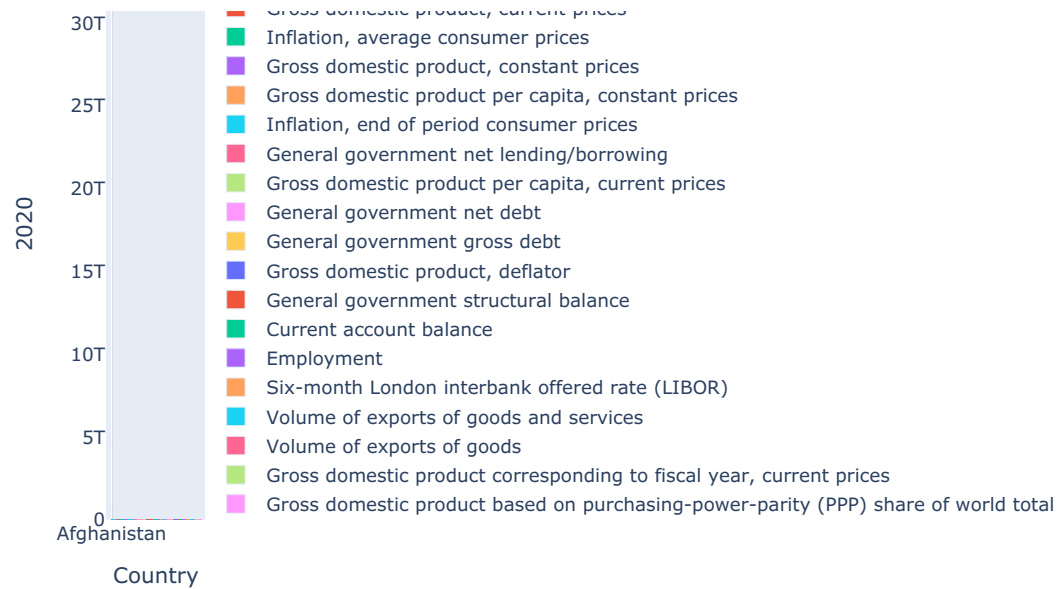 Gross domestic product, current prices
30T
Inflation, average consumer prices
Gross domestic product, constant prices
Gross domestic product per capita, constant prices
25T
Inflation, end of period consumer prices
General government net lending/borrowing
Gross domestic product per capita, current prices
20T
General government net debt
2020
General government gross debt
Gross domestic product, deflator
15T
General government structural balance
Current account balance
Employment
10T
Six-month London interbank offered rate (LIBOR)
Volume of exports of goods and services
5T
Volume of exports of goods
Gross domestic product corresponding to fiscal year, current prices
Gross domestic product based on purchasing-power-parity (PPP) share of world total
0
Afghanistan
Country